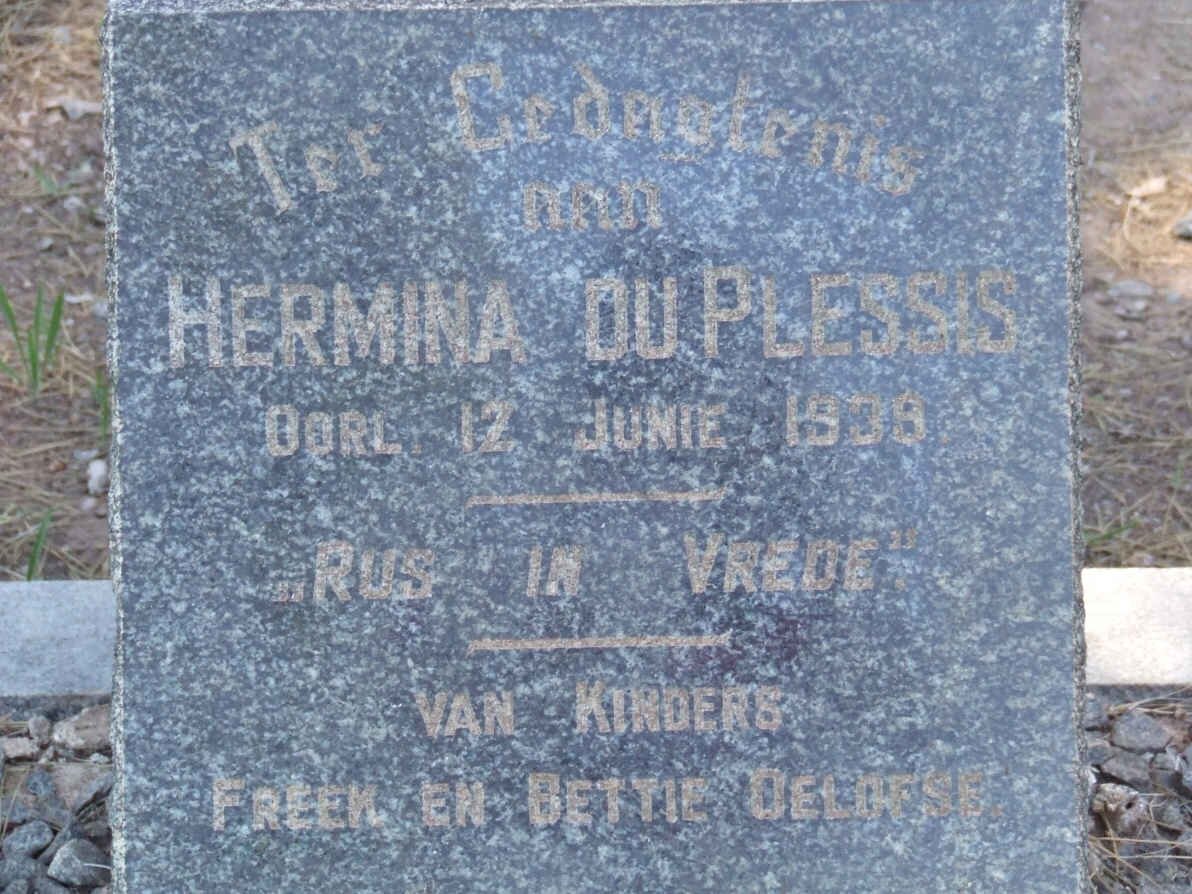 Ter Gedagtenis
aan
HERMINA DU PLESSIS
OORL. 12 JUNIE 1939.
„RUS IN VREDE".
VAN KINDERS
FREEK EN BETTIE OELOFSE.